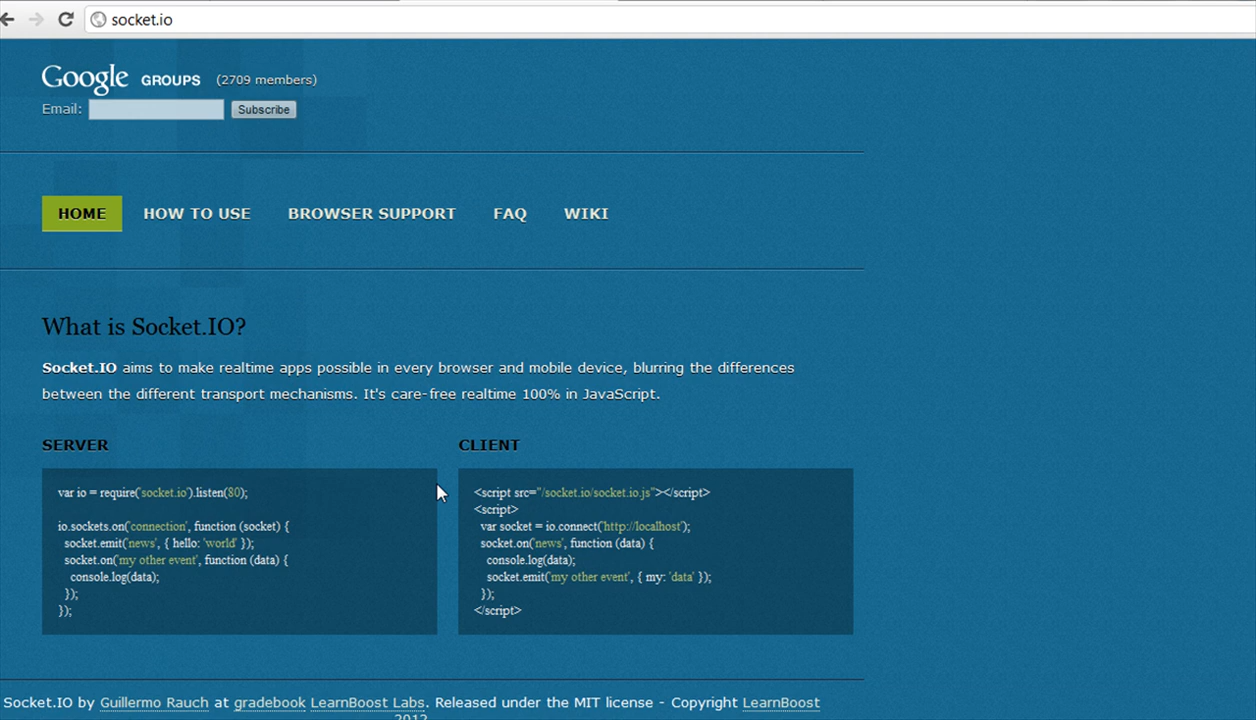 socket.io
Google GROUPS (2709 members)
Email: Subscribe
HOME HOW TO USE BROWSER SUPPORT FAQ WIKI
What is Socket.IO?
Socket.IO aims to make realtime apps possible in every browser and mobile device, blurring the differences
between the different transport mechanisms. It's care-free realtime 100% in JavaScript.
SERVER
var io = require('socket.io').listen(80);
io.sockets.on('connection', function (socket) {
socket.emit('news', { hello: 'world' });
socket.on('my other event', function (data) {
console.log(data);
});
});
CLIENT
<script src="/socket.io/socket.io.js"></script>
<script>
var socket = io.connect('http://localhost');
socket.on('news', function (data) {
console.log(data);
socket.emit('my other event', { my: 'data' });
});
</script>
Socket.IO by Guillermo Rauch at gradebook LearnBoost Labs. Released under the MIT license - Copyright LearnBoost
2012